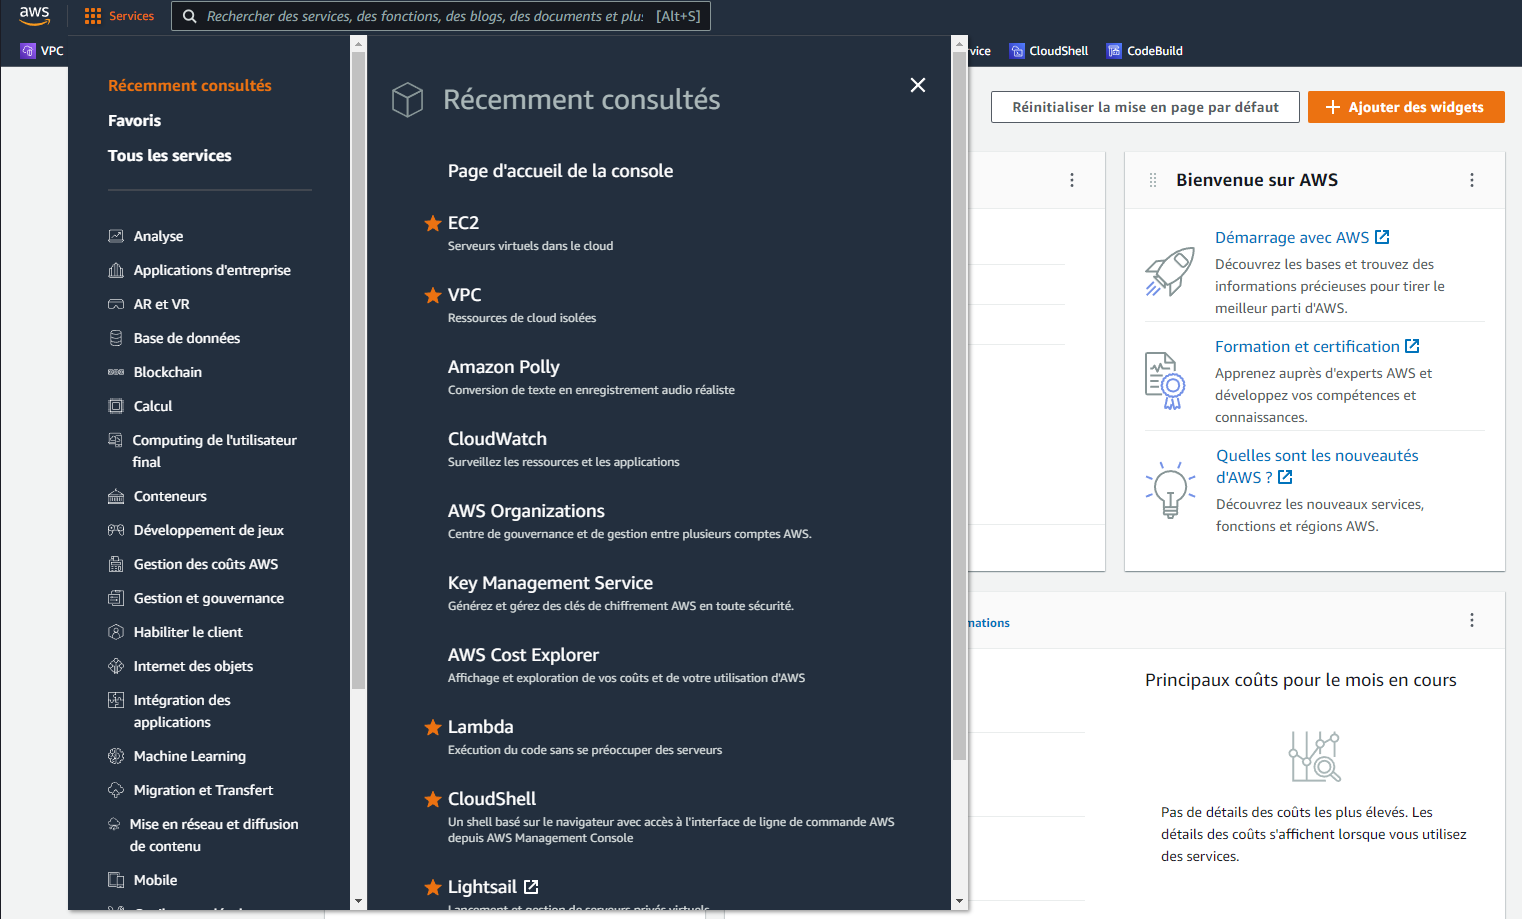 aws
Services
Rechercher des services, des fonctions, des blogs, des documents et plus
[Alt+S]
VPC
CloudShell
CodeBuild
Récemment consultés
Favoris
Tous les services
Analyse
Applications d'entreprise
AR et VR
Base de données
Blockchain
Calcul
Computing de l'utilisateur
final
Conteneurs
Développement de jeux
Gestion des coûts AWS
Gestion et gouvernance
Habiliter le client
Internet des objets
Intégration des
applications
Machine Learning
Migration et Transfert
Mise en réseau et diffusion
de contenu
Mobile
Récemment consultés
Page d'accueil de la console
EC2
Serveurs virtuels dans le cloud
VPC
Ressources de cloud isolées
Amazon Polly
Conversion de texte en enregistrement audio réaliste
CloudWatch
Surveillez les ressources et les applications
AWS Organizations
Centre de gouvernance et de gestion entre plusieurs comptes AWS.
Key Management Service
Générez et gérez des clés de chiffrement AWS en toute sécurité.
AWS Cost Explorer
Affichage et exploration de vos coûts et de votre utilisation d'AWS
Lambda
Exécution du code sans se préoccuper des serveurs
CloudShell
Un shell basé sur le navigateur avec accès à l'interface de ligne de commande AWS
depuis AWS Management Console
Lightsail
Lancement et gestion de serveurs privés virtuels
Réinitialiser la mise en page par défaut
Ajouter des widgets
Bienvenue sur AWS
Démarrage avec AWS
Découvrez les bases et trouvez des
informations précieuses pour tirer le
meilleur parti d'AWS.
Formation et certification
Apprenez auprès d'experts AWS et
développez vos compétences et
connaissances.
Quelles sont les nouveautés
d'AWS ?
Découvrez les nouveaux services,
fonctions et régions AWS.
mations
Principaux coûts pour le mois en cours
Pas de détails des coûts les plus élevés. Les
détails des coûts s'affichent lorsque vous utilisez
des services.